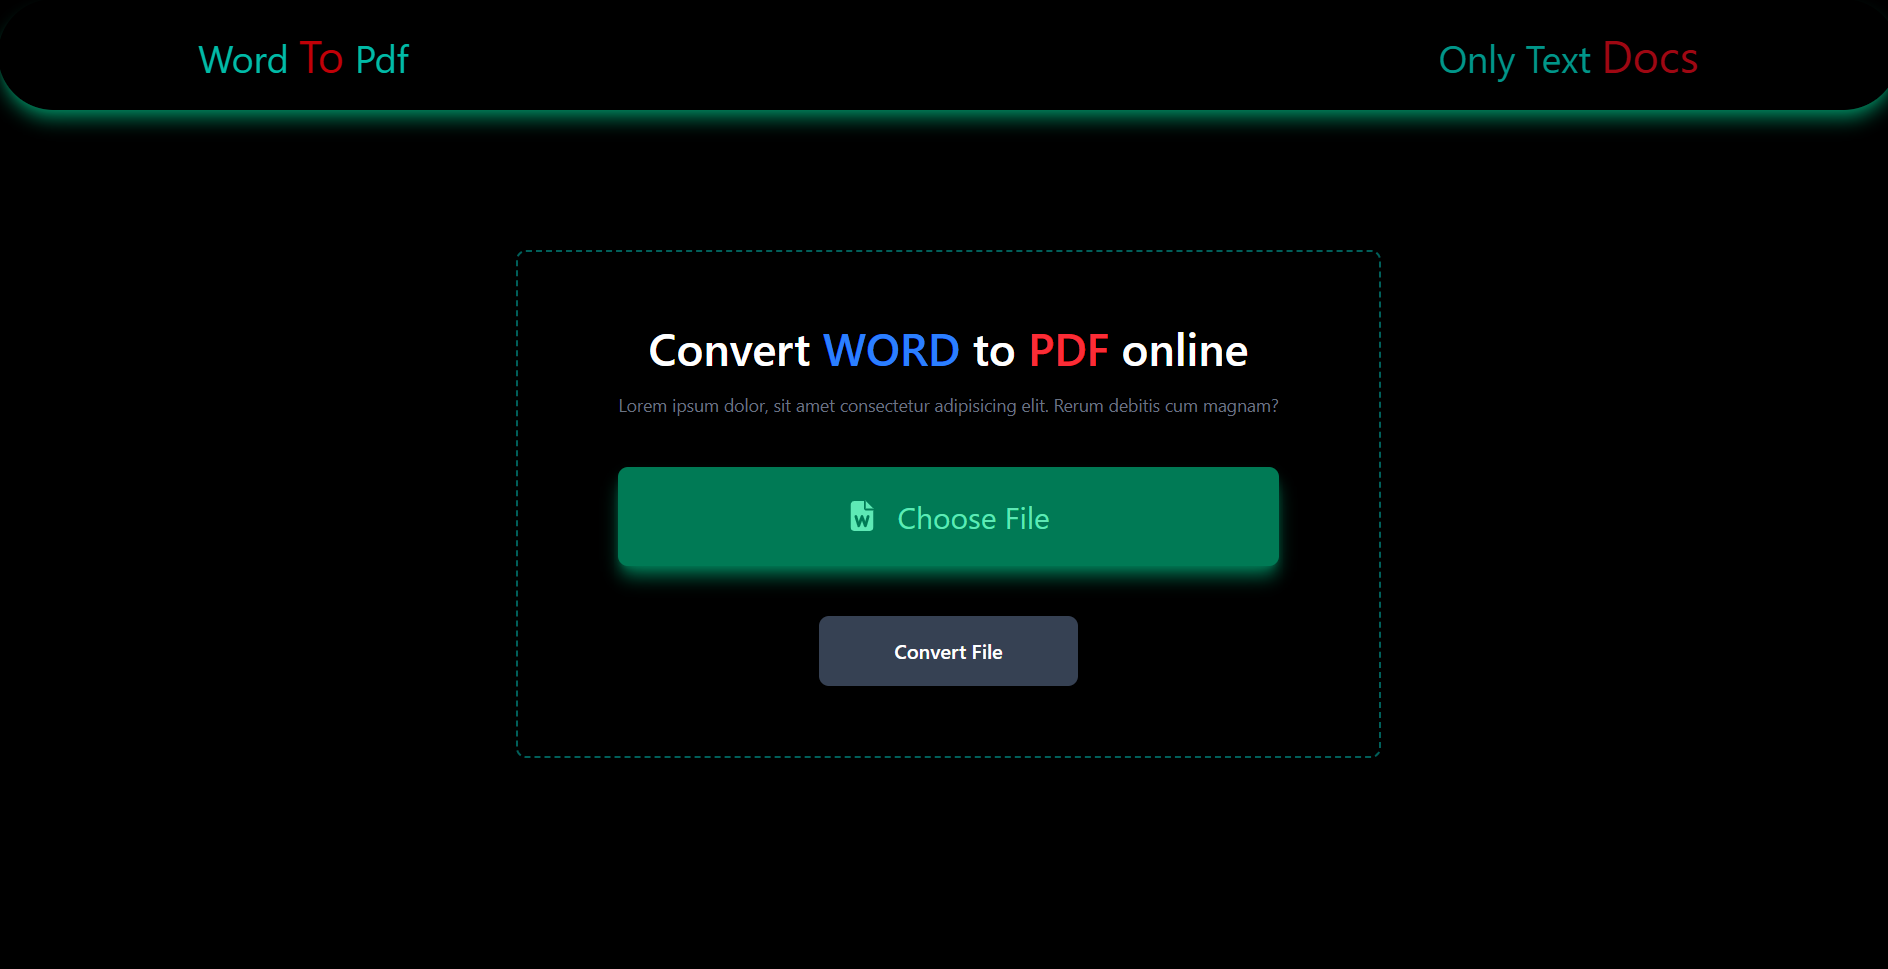 Word To Pdf
Only Text Docs
Convert WORD to PDF online
Lorem ipsum dolor, sit amet consectetur adipisicing elit. Rerum debitis cum magnam?
Choose File
Convert File